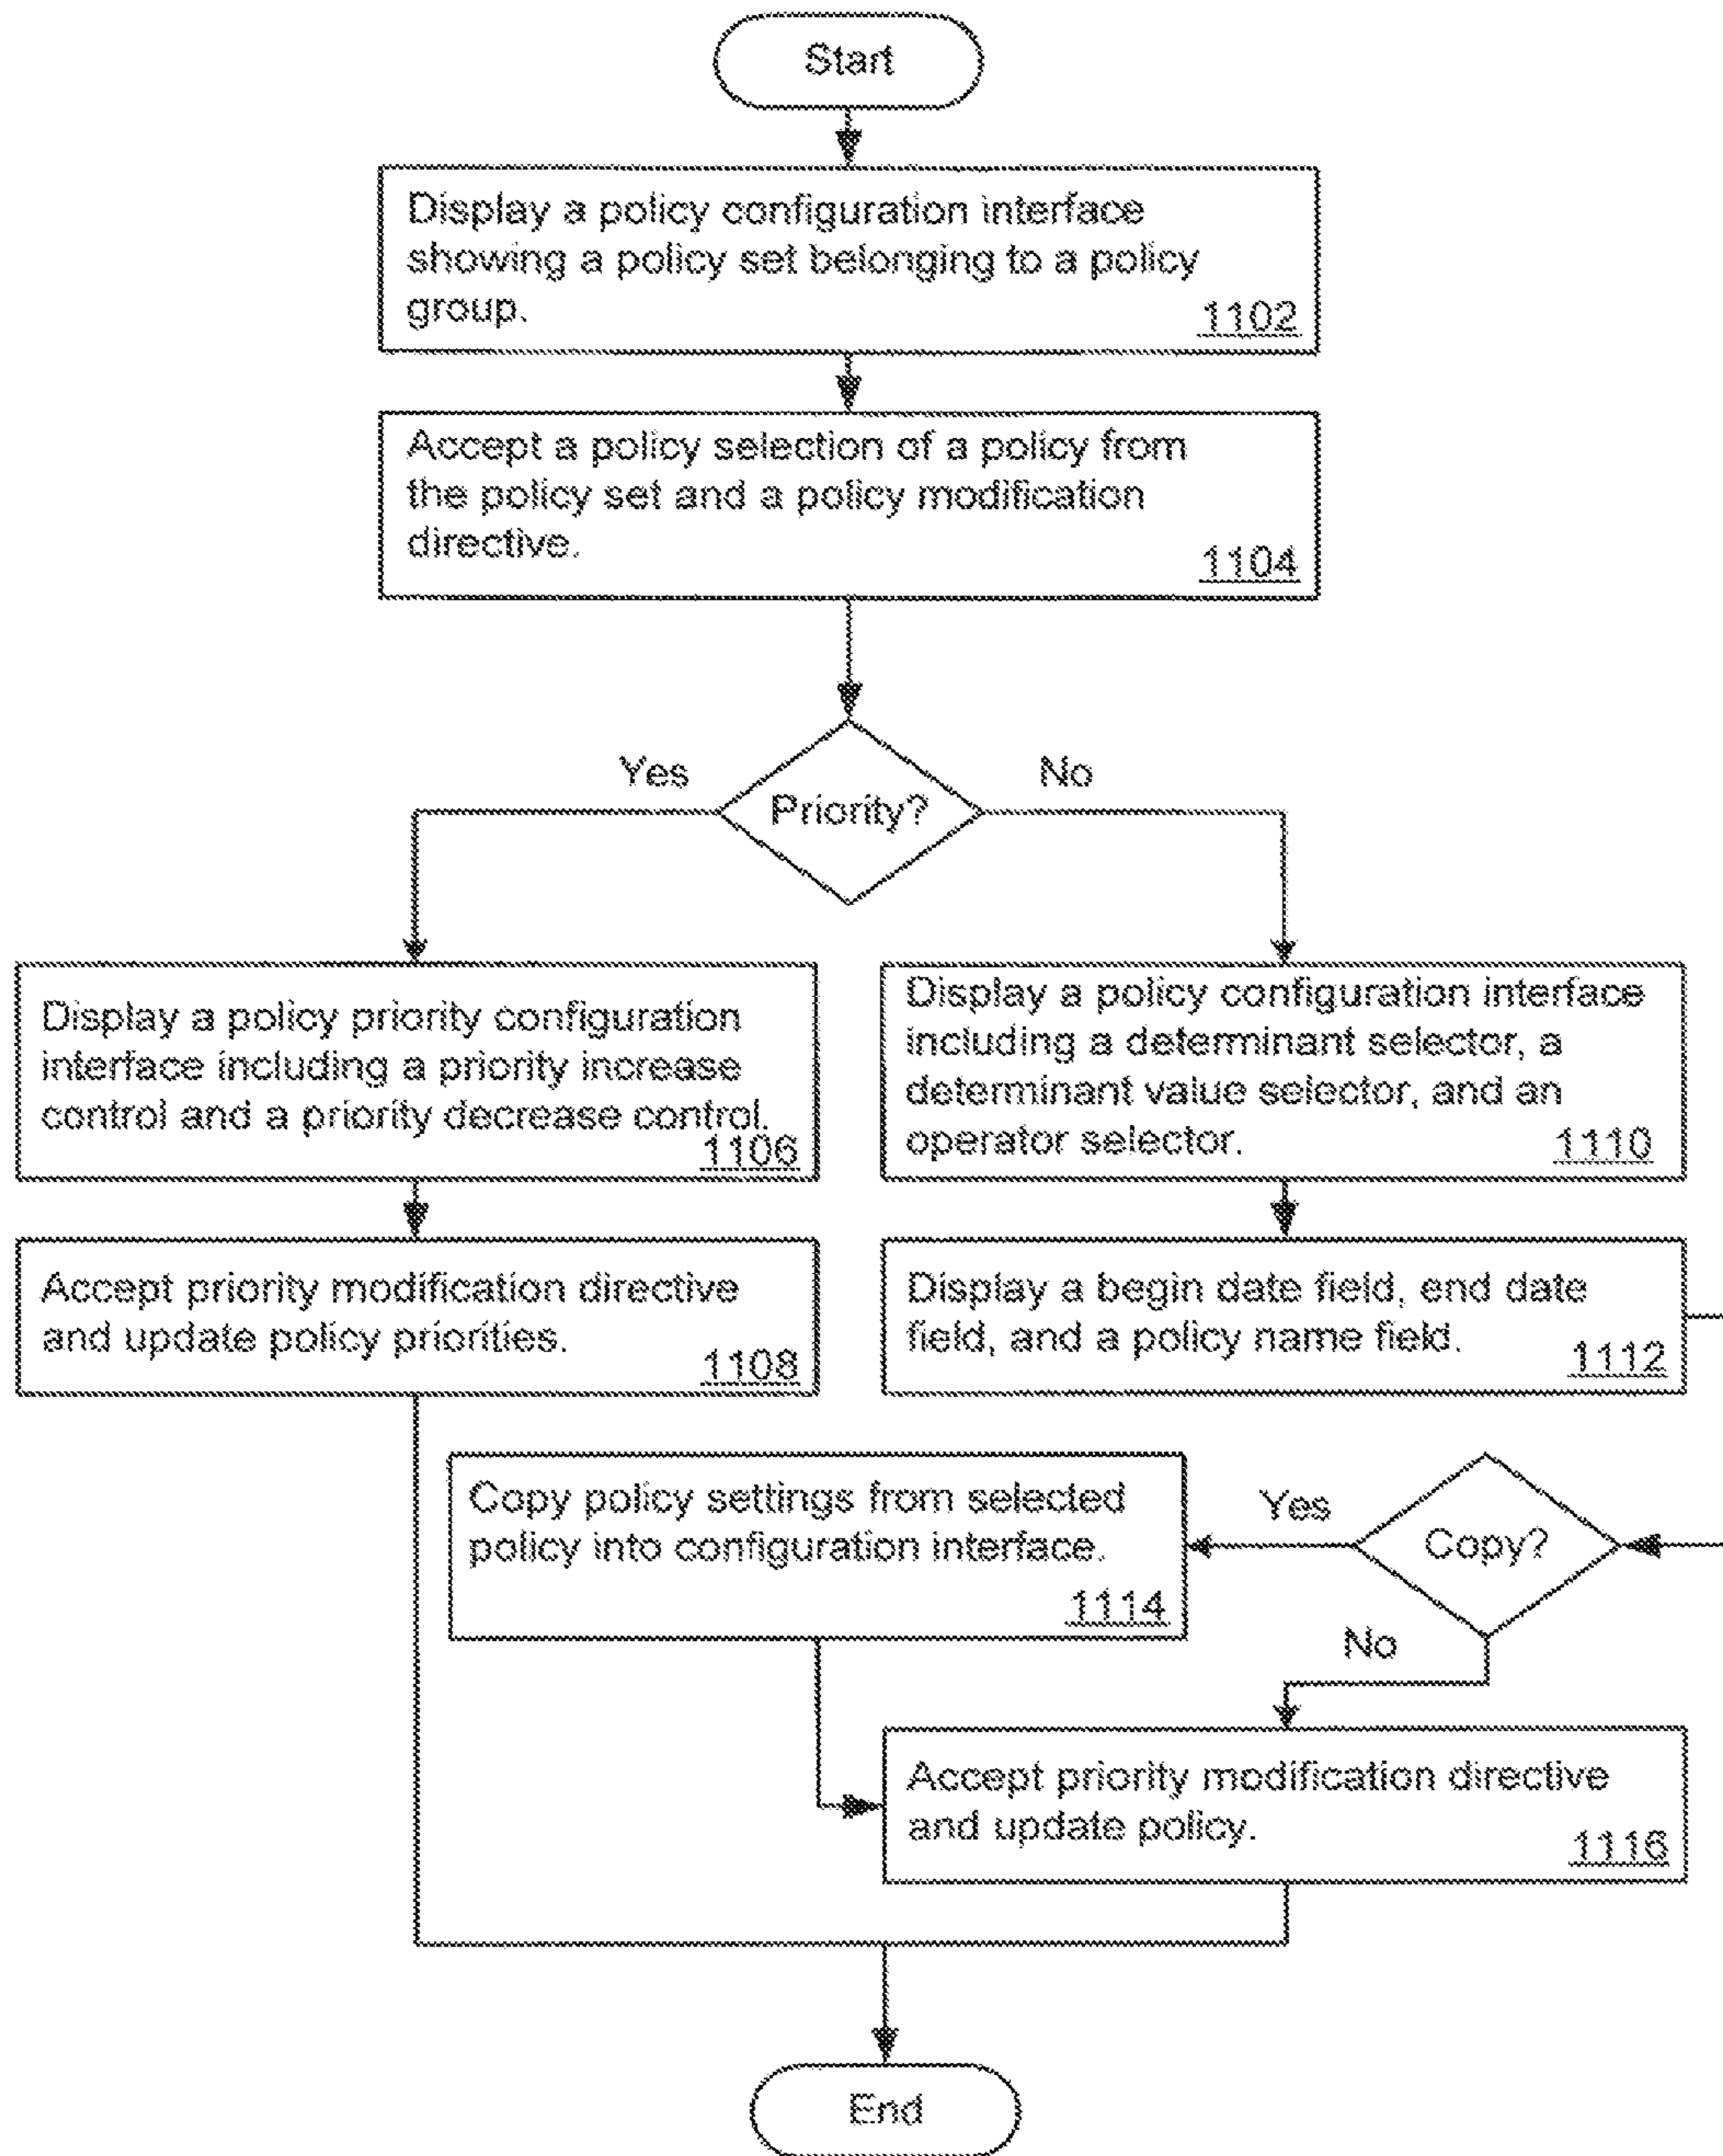 Start
Display a policy configuration interface
showing a policy set belonging to a policy
group.
1102
Accept a policy selection of a policy from
the policy set and a policy modification
directive.
1104
Yes
No
Priority?
Display a policy priority configuration
interface including a priority increase
control and a priority decrease control.
1106
Display a policy configuration interface
including a determinant selector, a
determinant value selector, and an
operator selector.
1110
Accept priority modification directive
and update policy priorities.
1108
Display a begin date field, end date
field, and a policy name field.
1112
Copy policy settings from selected
policy into configuration interface.
1114
Yes
Copy?
No
Accept priority modification directive
and update policy.
1116
End